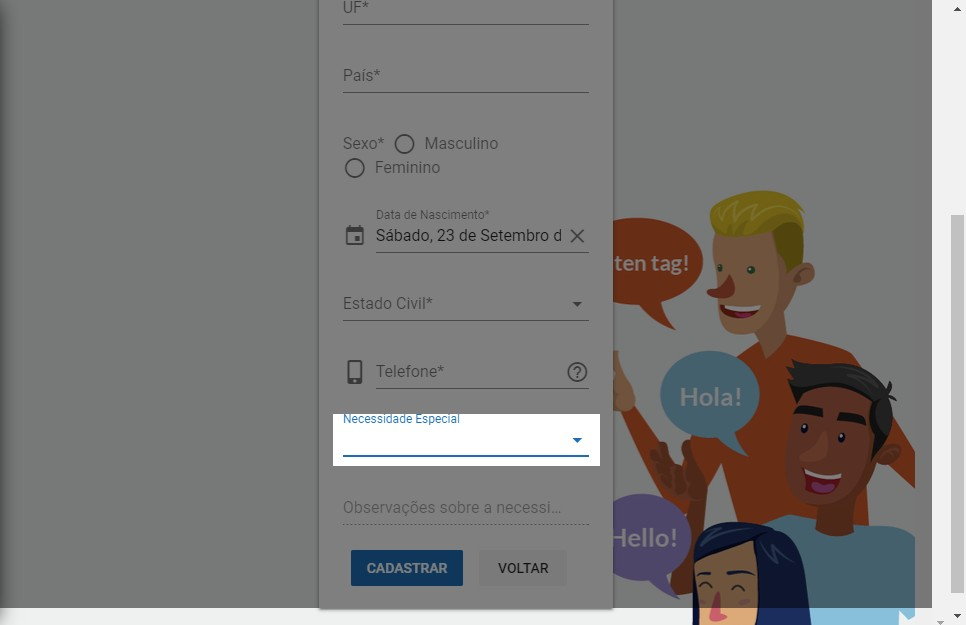 UF*
País*
Sexo* Masculino
Feminino
Data de Nascimento*
Sábado, 23 de Setembro d
Estado Civil*
Telefone*
Necessidade Especial
Observações sobre a necessi...
CADASTRAR VOLTAR
ten tag!
Hola!
Hello!